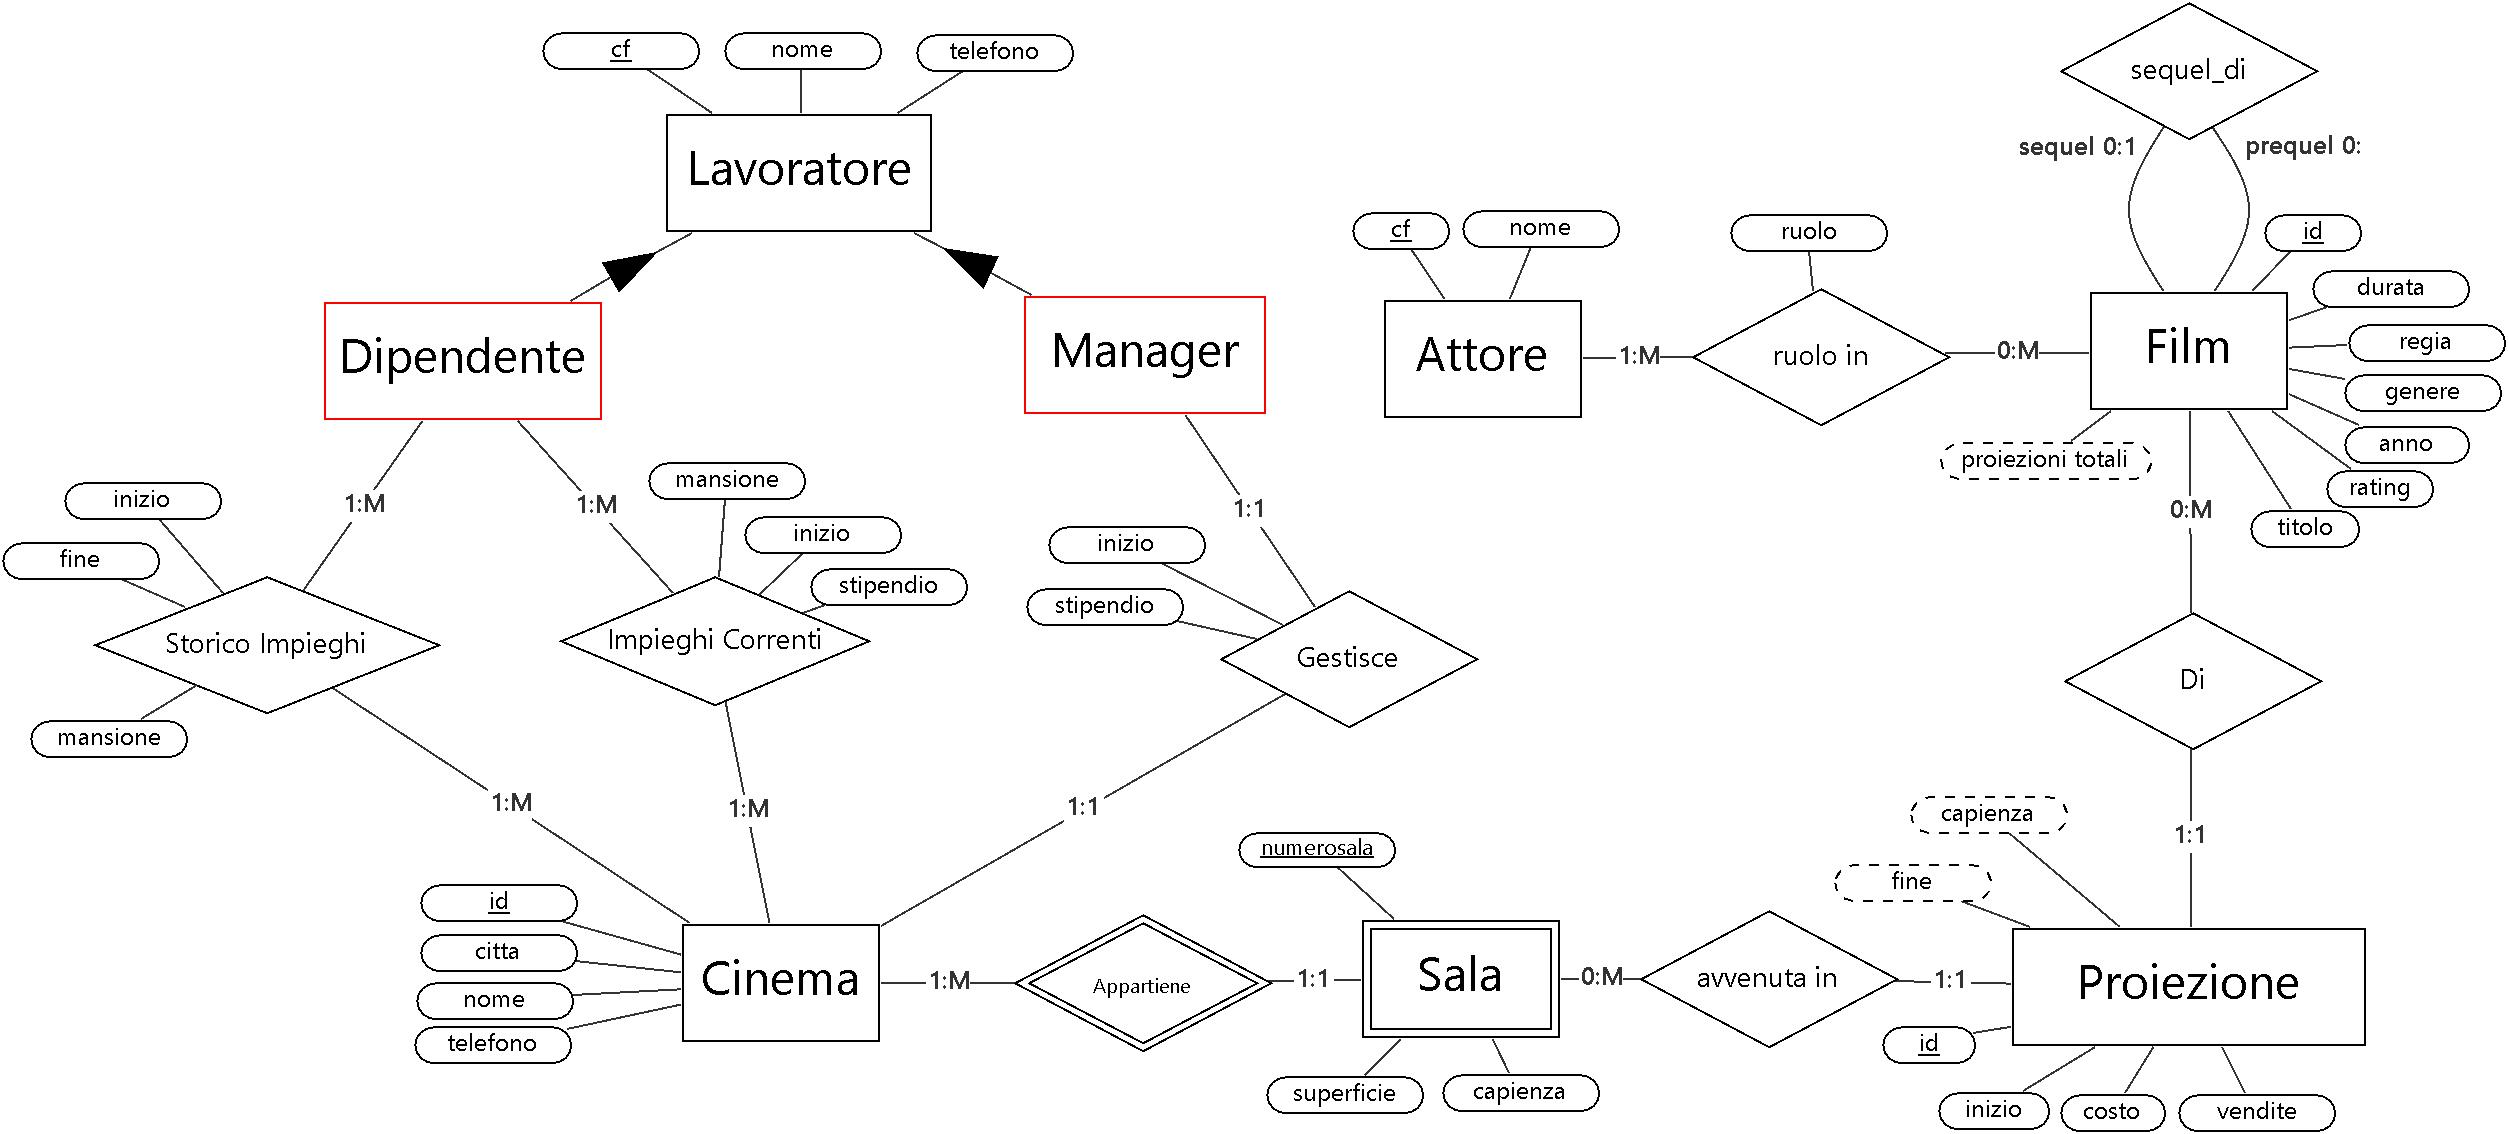 cf
nome
telefono
Lavoratore
Dipendente
Manager
1:M
1:M
1:1
inizio
fine
mansione
Storico Impieghi
mansione
inizio
stipendio
Impieghi Correnti
inizio
stipendio
Gestisce
1:M
1:M
1:1
id
citta
nome
telefono
Cinema
1:M
Appartiene
1:1
numerosala
Sala
superficie
capienza
0:M
avvenuta in
1:1
Proiezione
capienza
fine
id
inizio
costo
vendite
1:1
Di
0:M
cf
nome
Attore
1:M
ruolo
ruolo in
0:M
Film
sequel_di
sequel 0:1
prequel 0:
id
durata
regia
genere
anno
rating
titolo
proiezioni totali